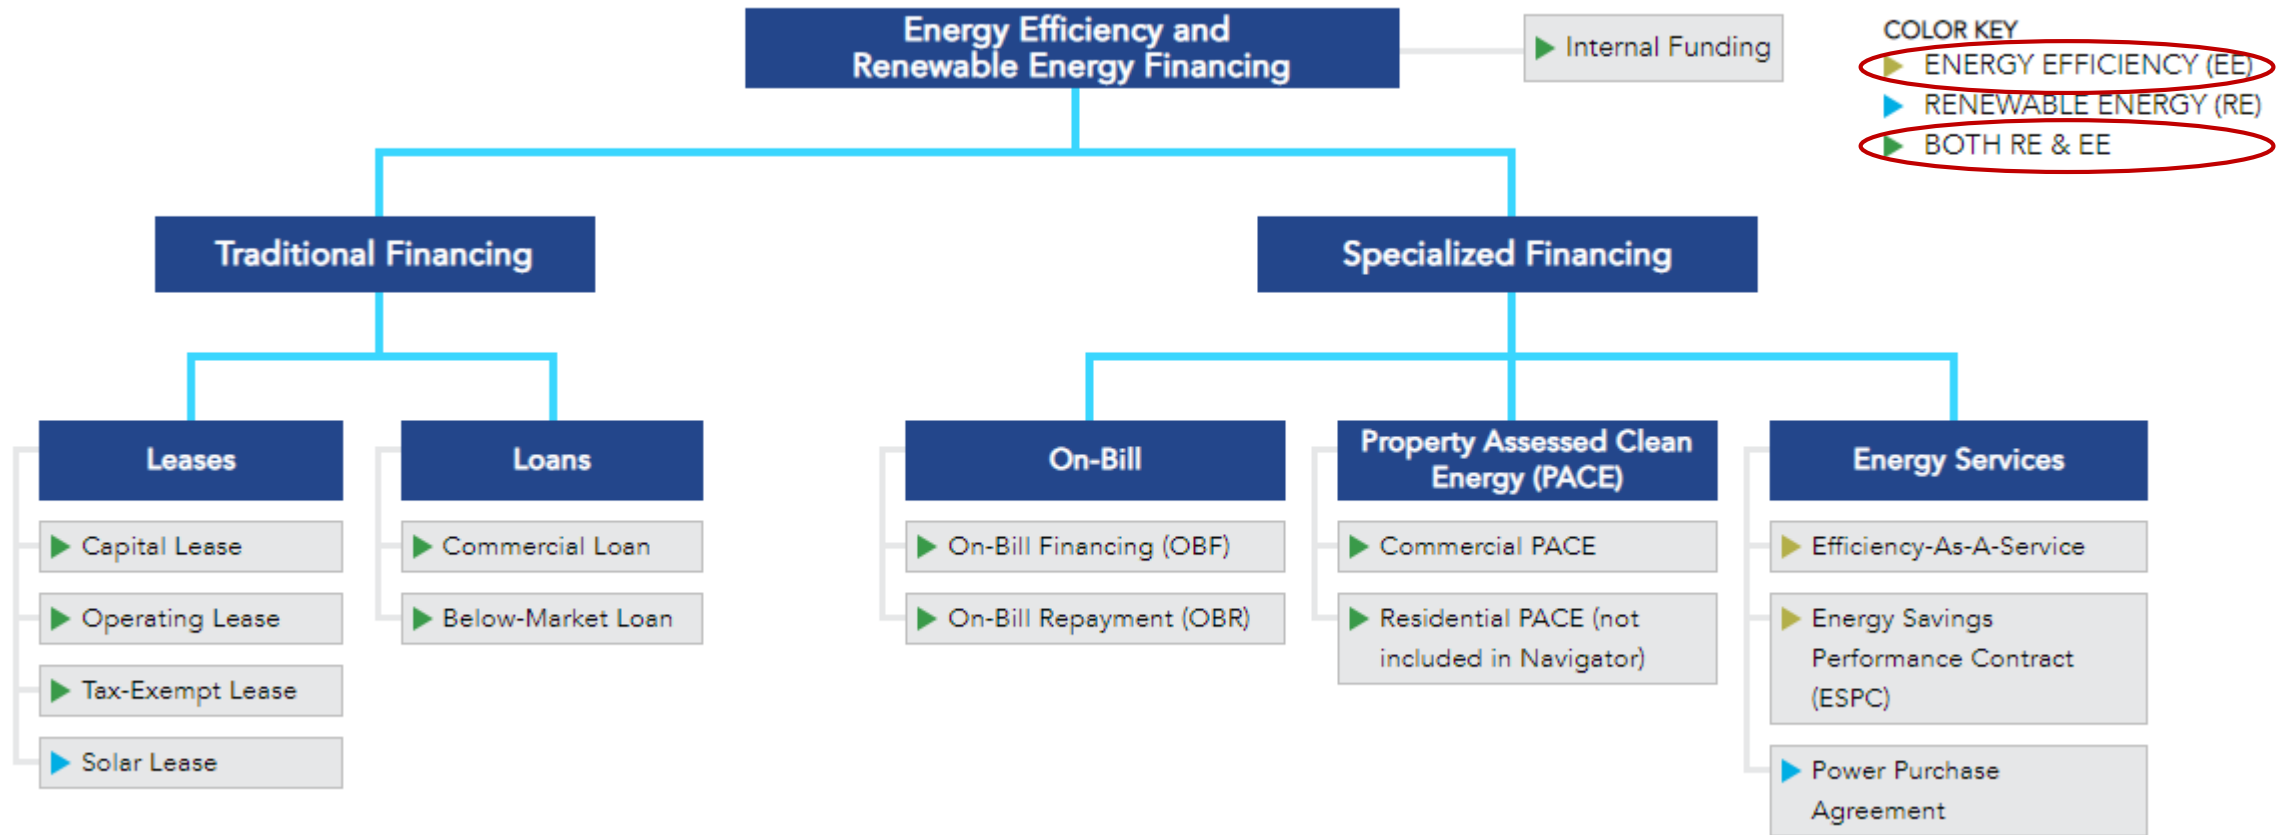 Energy Efficiency and
Renewable Energy Financing
Internal Funding
COLOR KEY
ENERGY EFFICIENCY (EE)
RENEWABLE ENERGY (RE)
BOTH RE & EE
Traditional Financing
Specialized Financing
Leases
Capital Lease
Operating Lease
Tax-Exempt Lease
Solar Lease
Loans
Commercial Loan
Below-Market Loan
On-Bill
On-Bill Financing (OBF)
On-Bill Repayment (OBR)
Property Assessed Clean
Energy (PACE)
Commercial PACE
Residential PACE (not
included in Navigator)
Energy Services
Efficiency-As-A-Service
Energy Savings
Performance Contract
(ESPC)
Power Purchase
Agreement